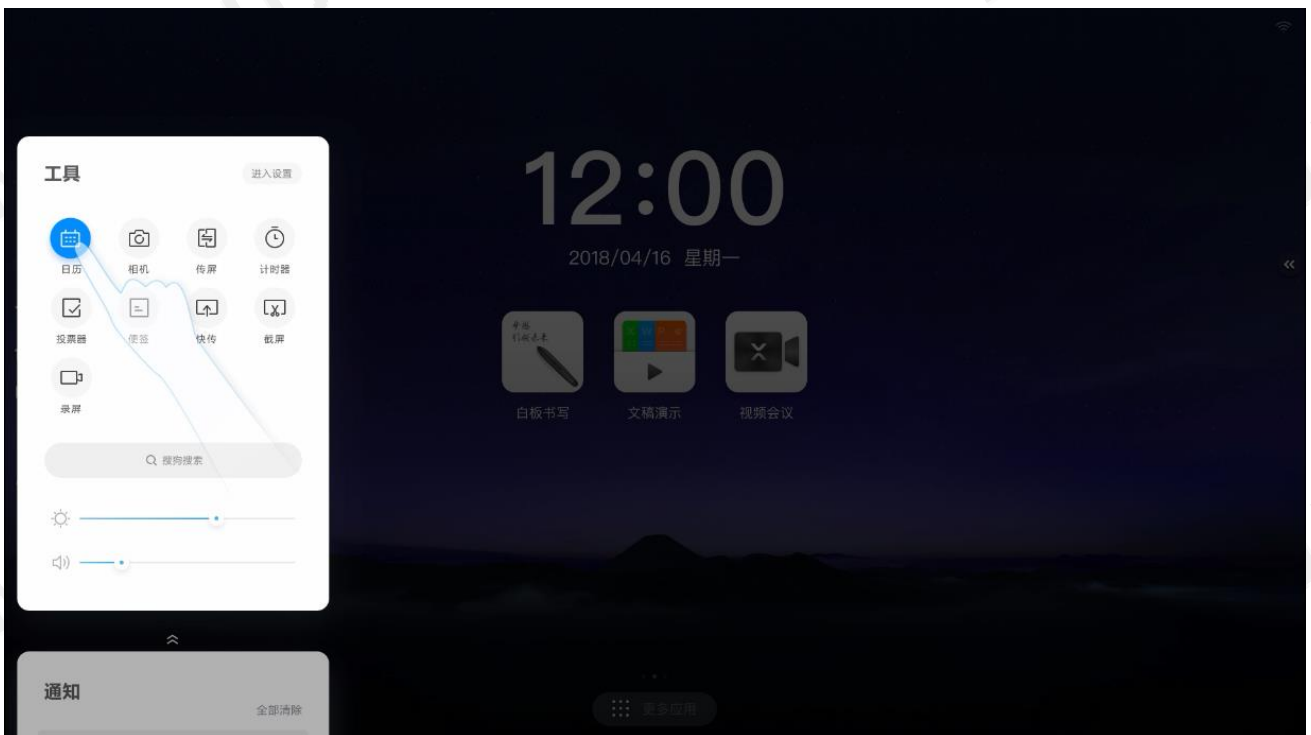 工具
进入设置
日历 相机 传屏 计时器
投票器 便签 快传 截屏
录屏
搜狗搜索
通知
全部清除
12:00
2018/04/16 星期一
白板书写 文稿演示 视频会议
更多应用